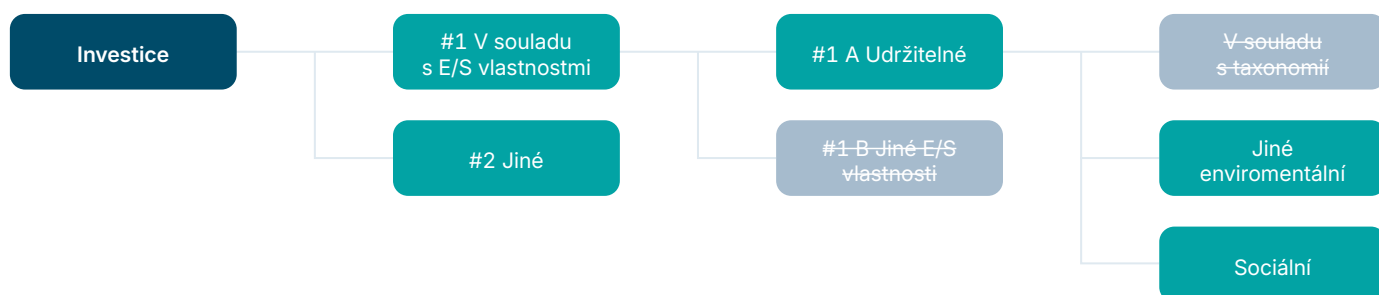 Investice
#1 V souladu
s E/S vlastnostmi
#1 A Udržitelné
V souladu
s taxonomií
#2 Jiné
#1 B Jiné E/S
vlastnosti
Jiné
enviromentální
Sociální